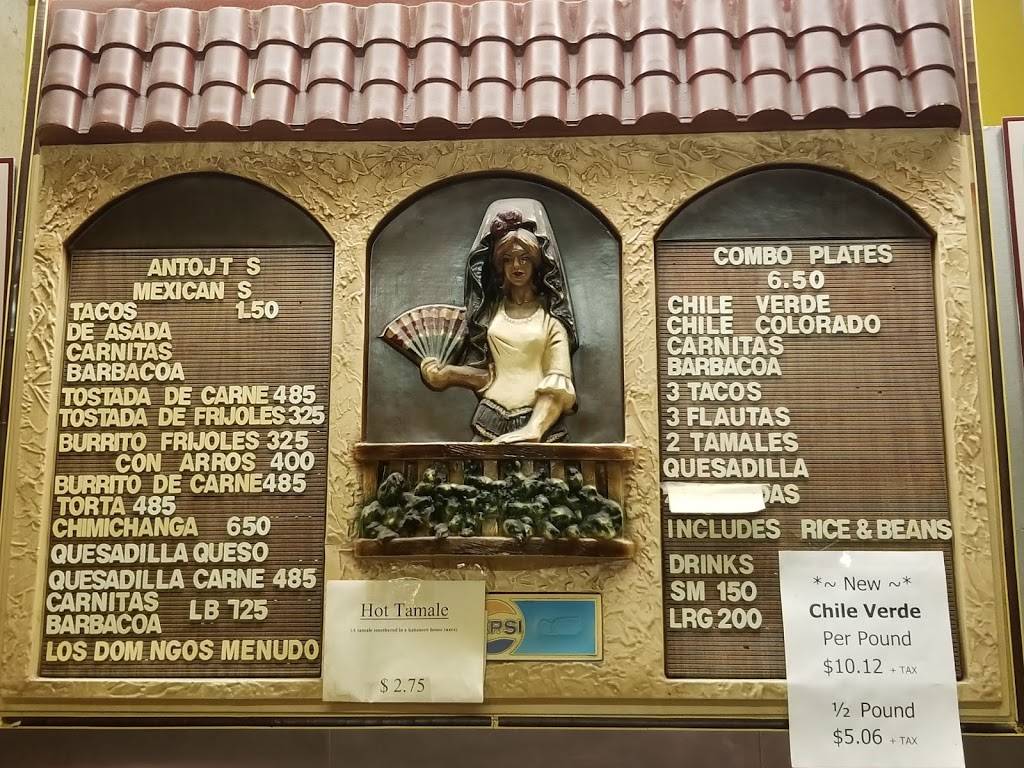 ANTOJT S
MEXICAN S
TACOS 1.50
DE ASADA
CARNITAS
BARBACOA
TOSTADA DE CARNE 485
TOSTADA DE FRIJOLES 325
BURRITO FRIJOLES 325
CON ARROS 400
BURRITO DE CARNE 485
TORTA 485
CHIMICHANGA 650
QUESADILLA QUESO
QUESADILLA CARNE 485
CARNITAS
BARBACOA LB 725
LOS DOM NGOS MENUDO
Hot Tamale
$ 2.75
PSI
COMBO PLATES
6.50
CHILE VERDE
CHILE COLORADO
CARNITAS
BARBACOA
3 TACOS
3 FLAUTAS
2 TAMALES
QUESADILLA
DAS
INCLUDES RICE & BEANS
DRINKS
SM 150
LRG 200
*~ New ~*
Chile Verde
Per Pound
$10.12 + TAX
½ Pound
$5.06 + TAX